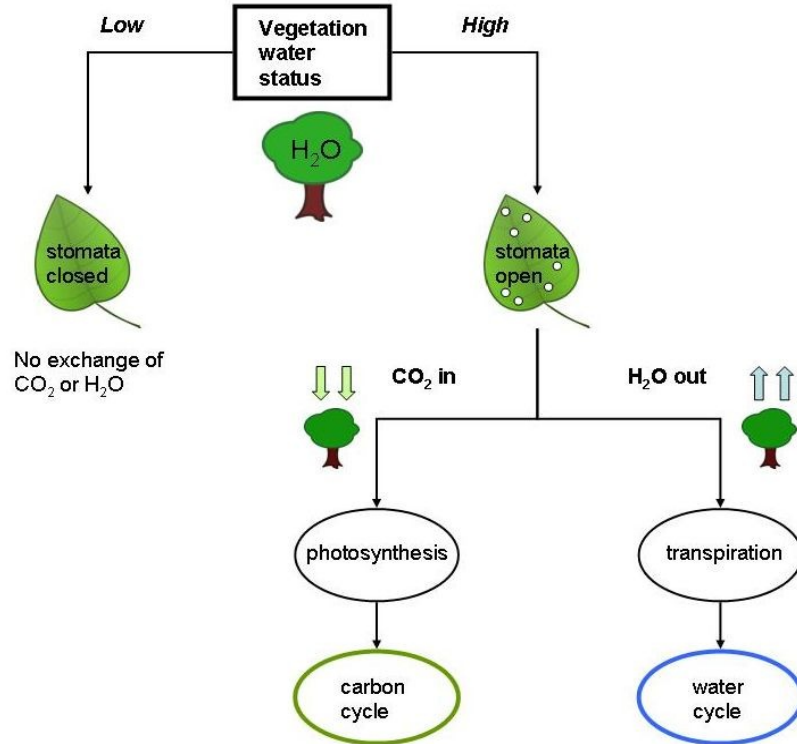 Low
Vegetation
water
status
High
H₂O
stomata
closed
stomata
open
No exchange of
CO₂ or H₂O
CO₂ in
H₂O out
photosynthesis
transpiration
carbon
cycle
water
cycle